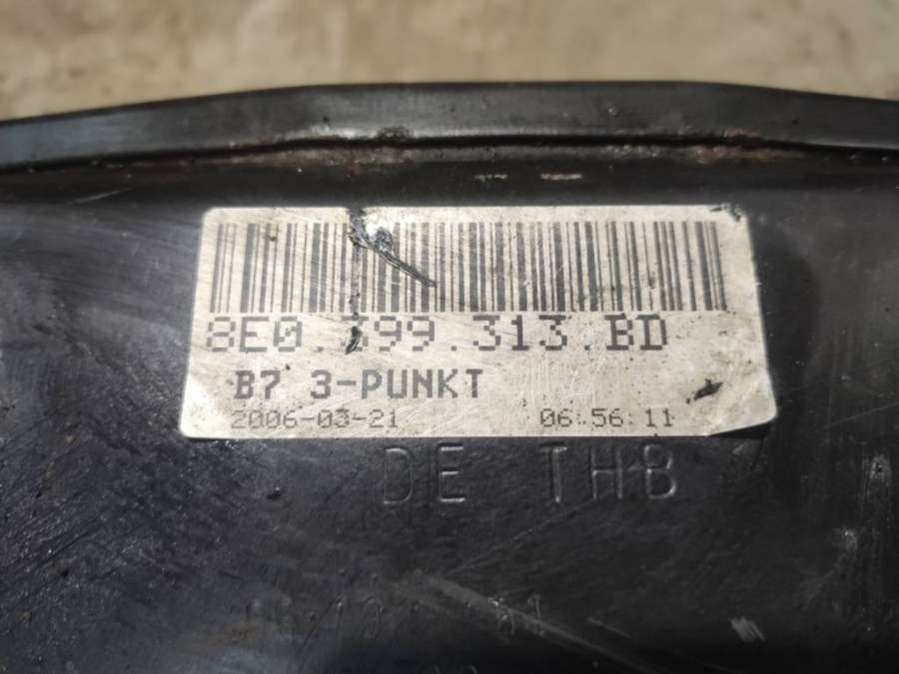 8E0.399.313.BD
B7 3-PUNKT
2006-03-21 06:56:11
DE THB